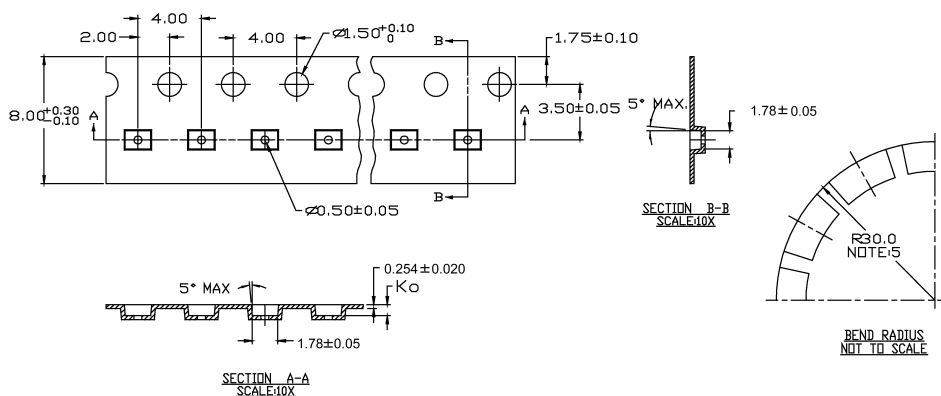 4.00
2.00
4.00
⌀1.50+0.10 0
B
1.75±0.10
8.00+0.30 -0.10
A
A
3.50±0.05
B
⌀0.50±0.05
5° MAX.
1.78±0.05
SECTION B-B
SCALE:10X
R30.0
NOTE:5
BEND RADIUS
NOT TO SCALE
5° MAX
0.254±0.020
Ko
1.78±0.05
SECTION A-A
SCALE:10X